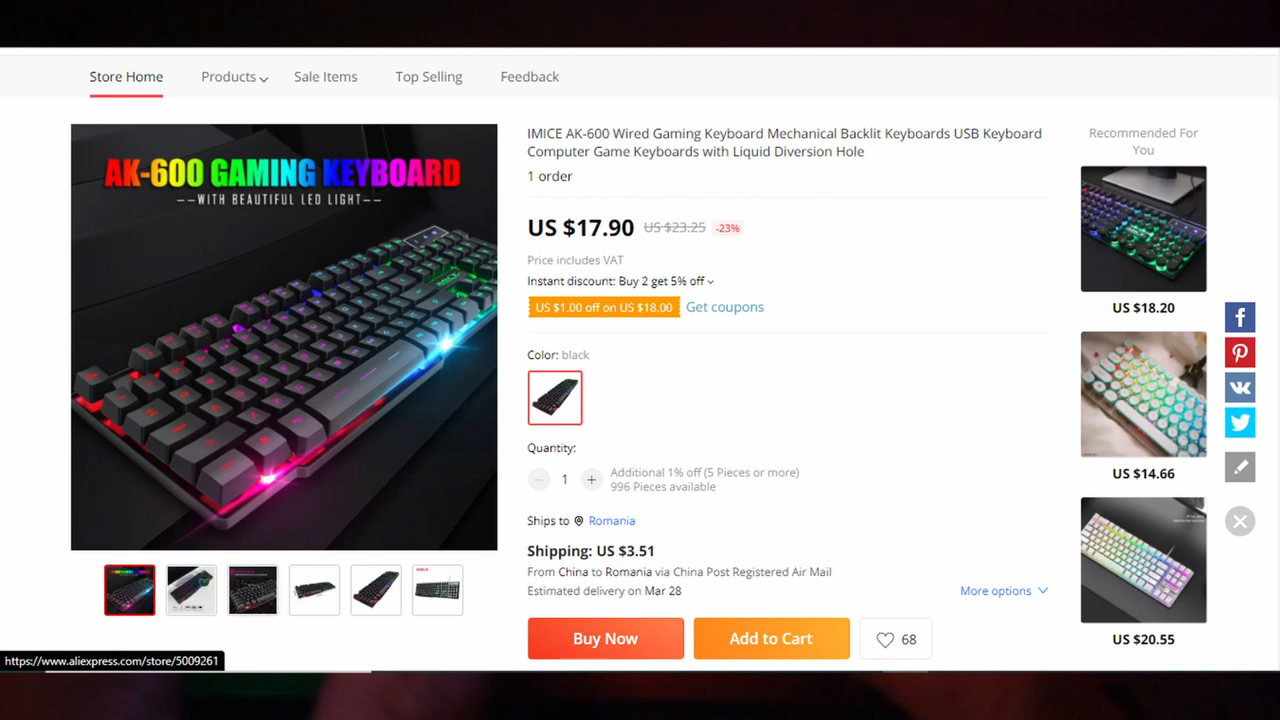 Store Home
Products
Sale Items
Top Selling
Feedback
AK-600 GAMING KEYBOARD
--WITH BEAUTIFUL LED LIGHT--
IMICE AK-600 Wired Gaming Keyboard Mechanical Backlit Keyboards USB Keyboard
Computer Game Keyboards with Liquid Diversion Hole
1 order
US $17.90 US $23.25 -23%
Price includes VAT
Instant discount: Buy 2 get 5% off
US $1.00 off on US $18.00 Get coupons
Color: black
Quantity:
1
Additional 1% off (5 Pieces or more)
996 Pieces available
Ships to Romania
Shipping: US $3.51
From China to Romania via China Post Registered Air Mail
Estimated delivery on Mar 28
More options
Buy Now
Add to Cart
68
Recommended For
You
US $18.20
US $14.66
US $20.55
https://www.aliexpress.com/store/5009261